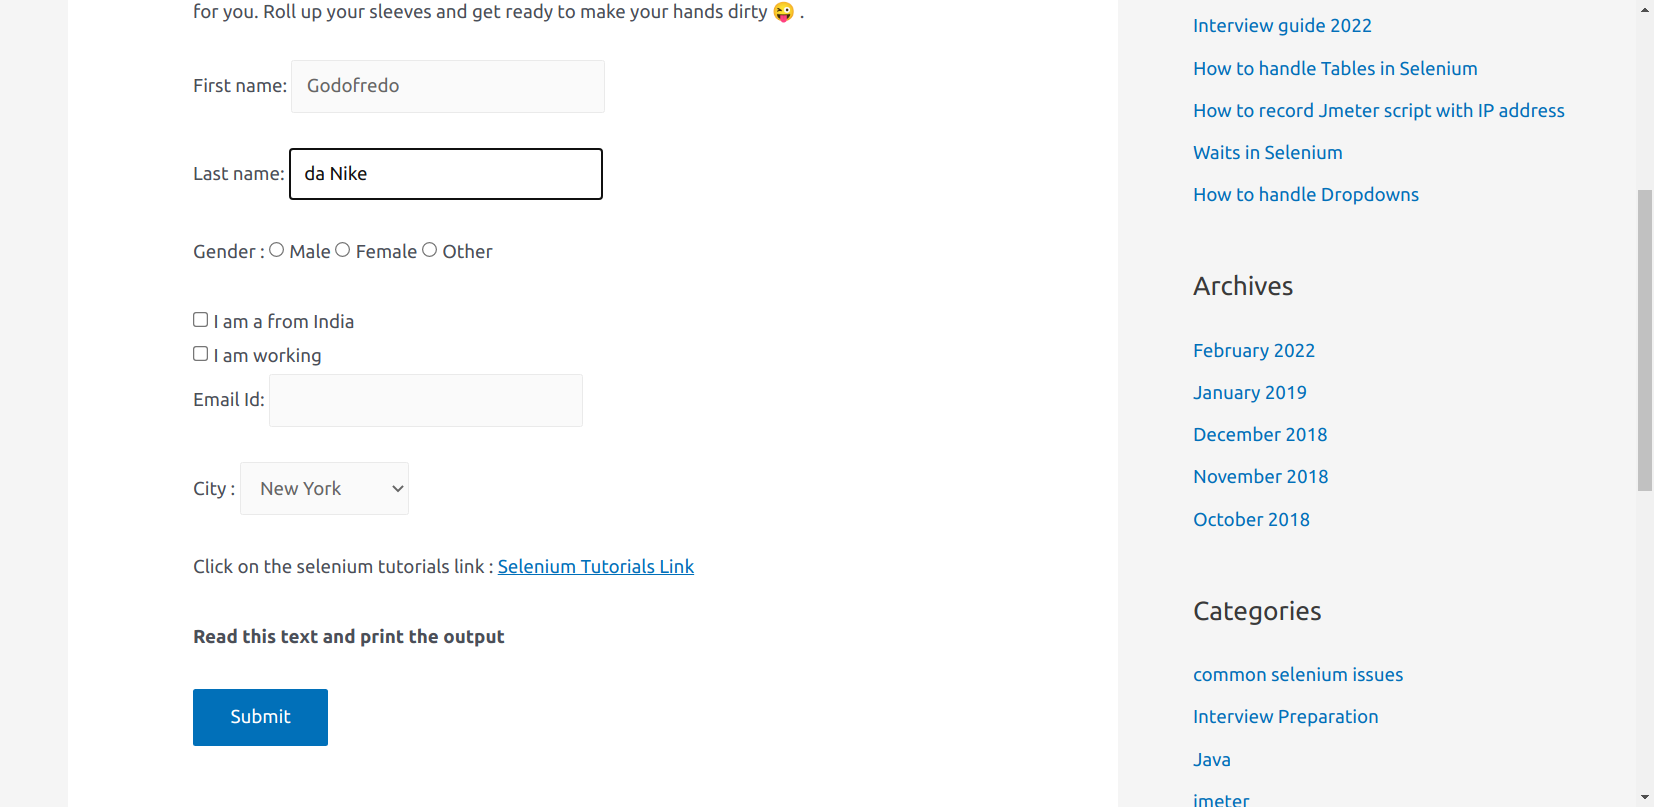 for you. Roll up your sleeves and get ready to make your hands dirty 😜 .
First name: Godofredo
Last name: da Nike
Gender : Male Female Other
I am a from India
I am working
Email Id:
City : New York
Click on the selenium tutorials link : Selenium Tutorials Link
Read this text and print the output
Submit
Interview guide 2022
How to handle Tables in Selenium
How to record Jmeter script with IP address
Waits in Selenium
How to handle Dropdowns
Archives
February 2022
January 2019
December 2018
November 2018
October 2018
Categories
common selenium issues
Interview Preparation
Java
jmeter